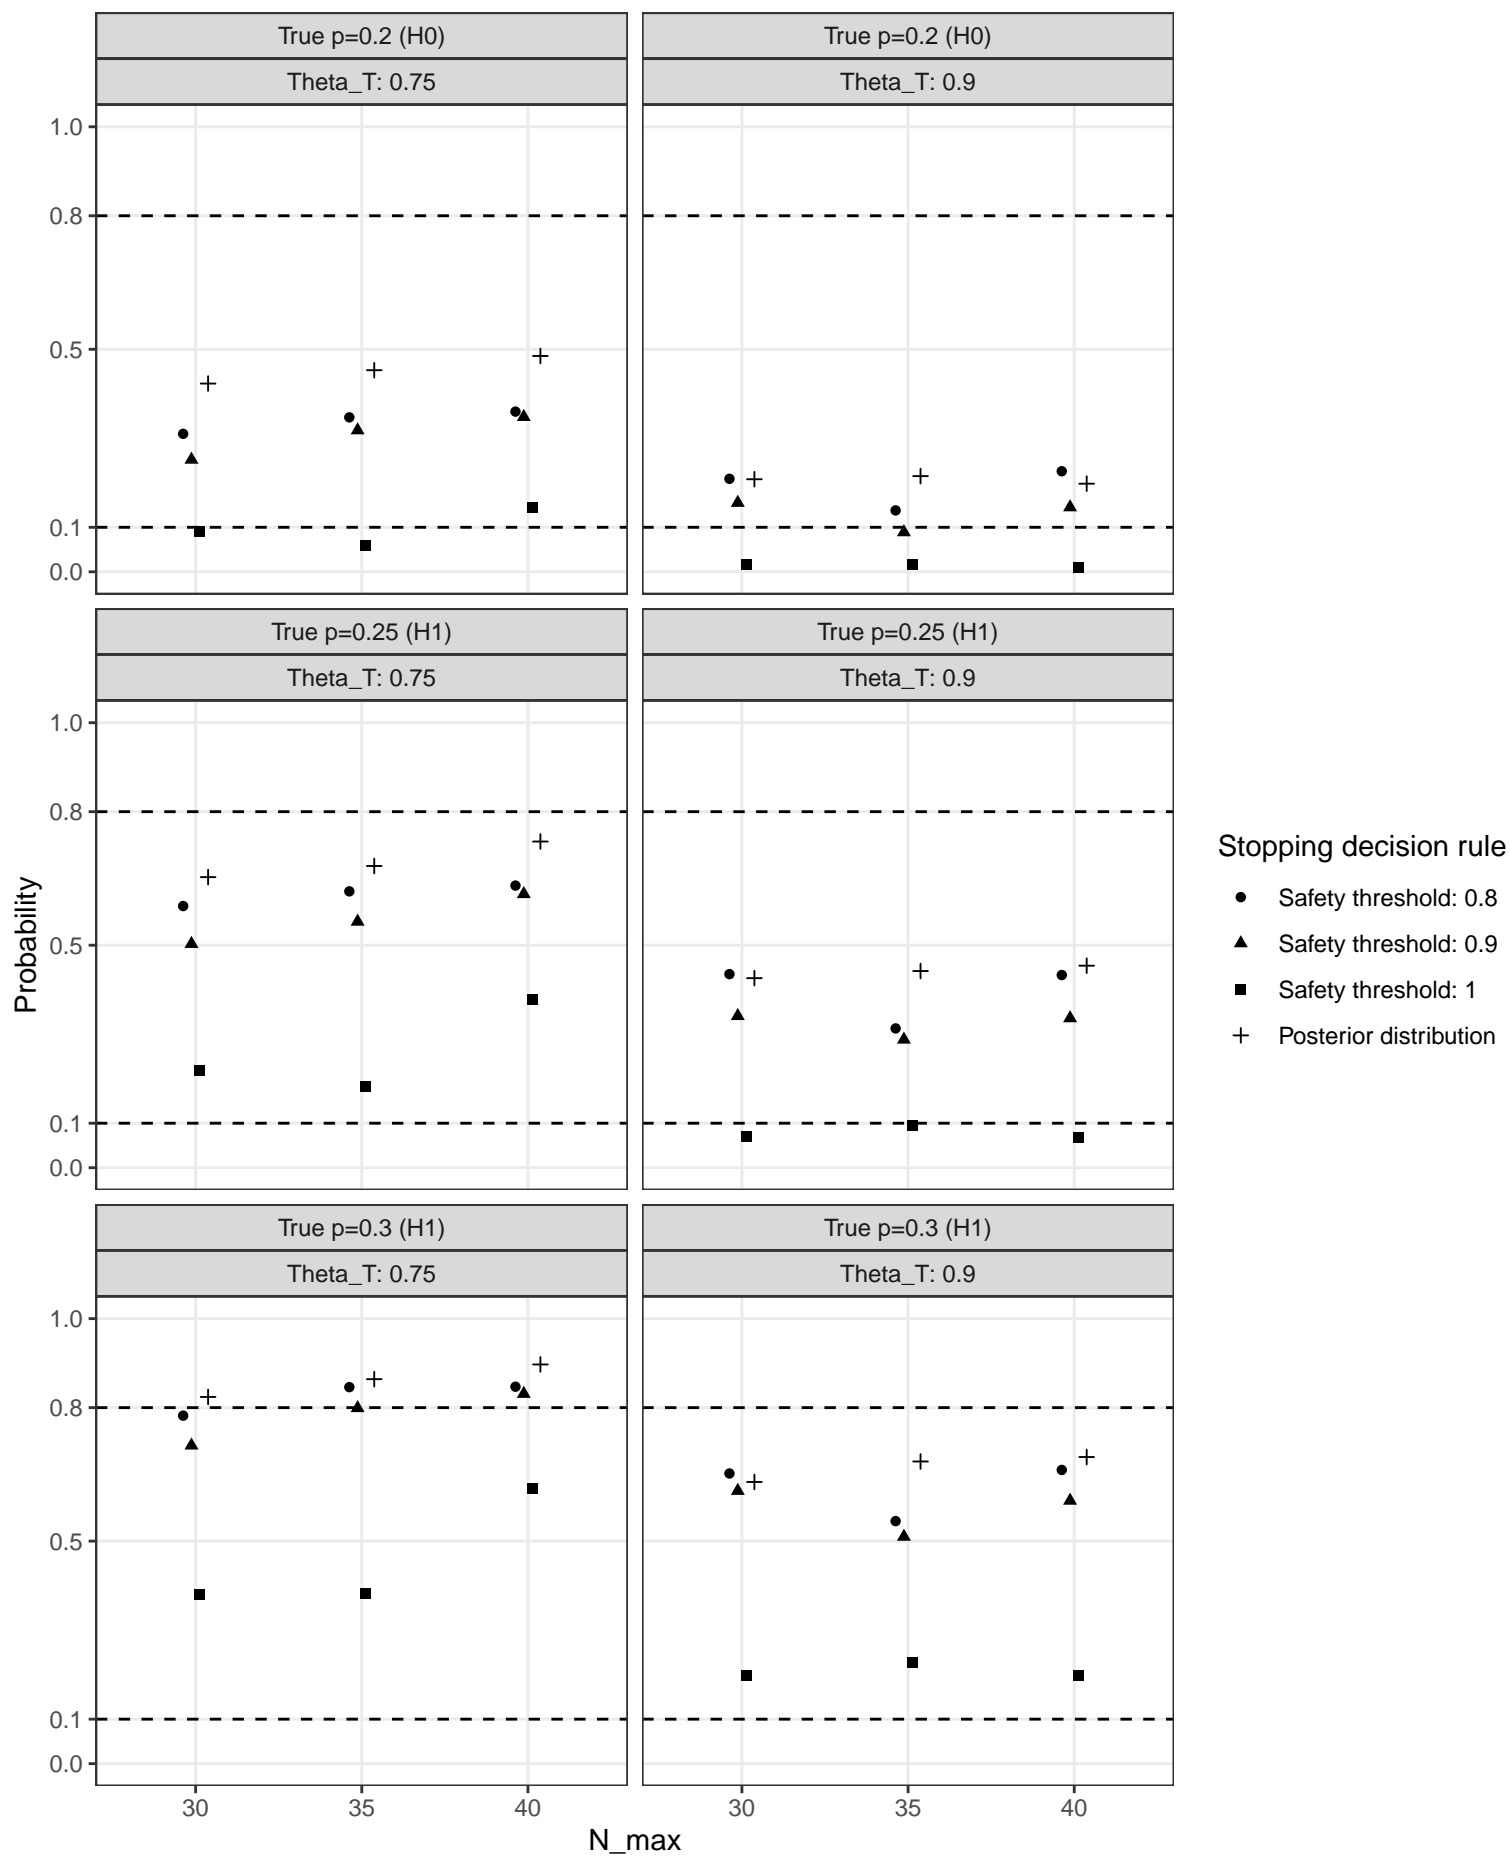 True p=0.2 (H0)
True p=0.2 (H0)
Theta_T: 0.75
Theta_T: 0.9
1.0
0.8
0.5
0.1
0.0
True p=0.25 (H1)
True p=0.25 (H1)
Theta_T: 0.75
Theta_T: 0.9
1.0
0.8
0.5
0.1
0.0
True p=0.3 (H1)
True p=0.3 (H1)
Theta_T: 0.75
Theta_T: 0.9
1.0
0.8
0.5
0.1
0.0
30
35
40
30
35
40
N_max
Probability
Stopping decision rule
Safety threshold: 0.8
Safety threshold: 0.9
Safety threshold: 1
Posterior distribution